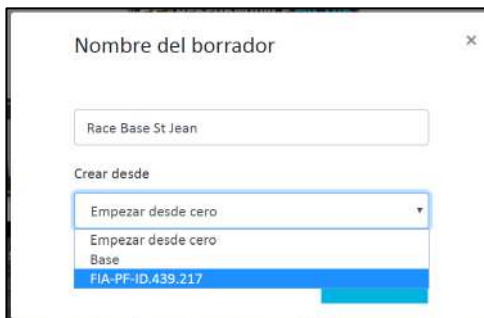 Nombre del borrador
×
Race Base St Jean
Crear desde
Empezar desde cero
Empezar desde cero
Base
FIA-PF-ID.439.217